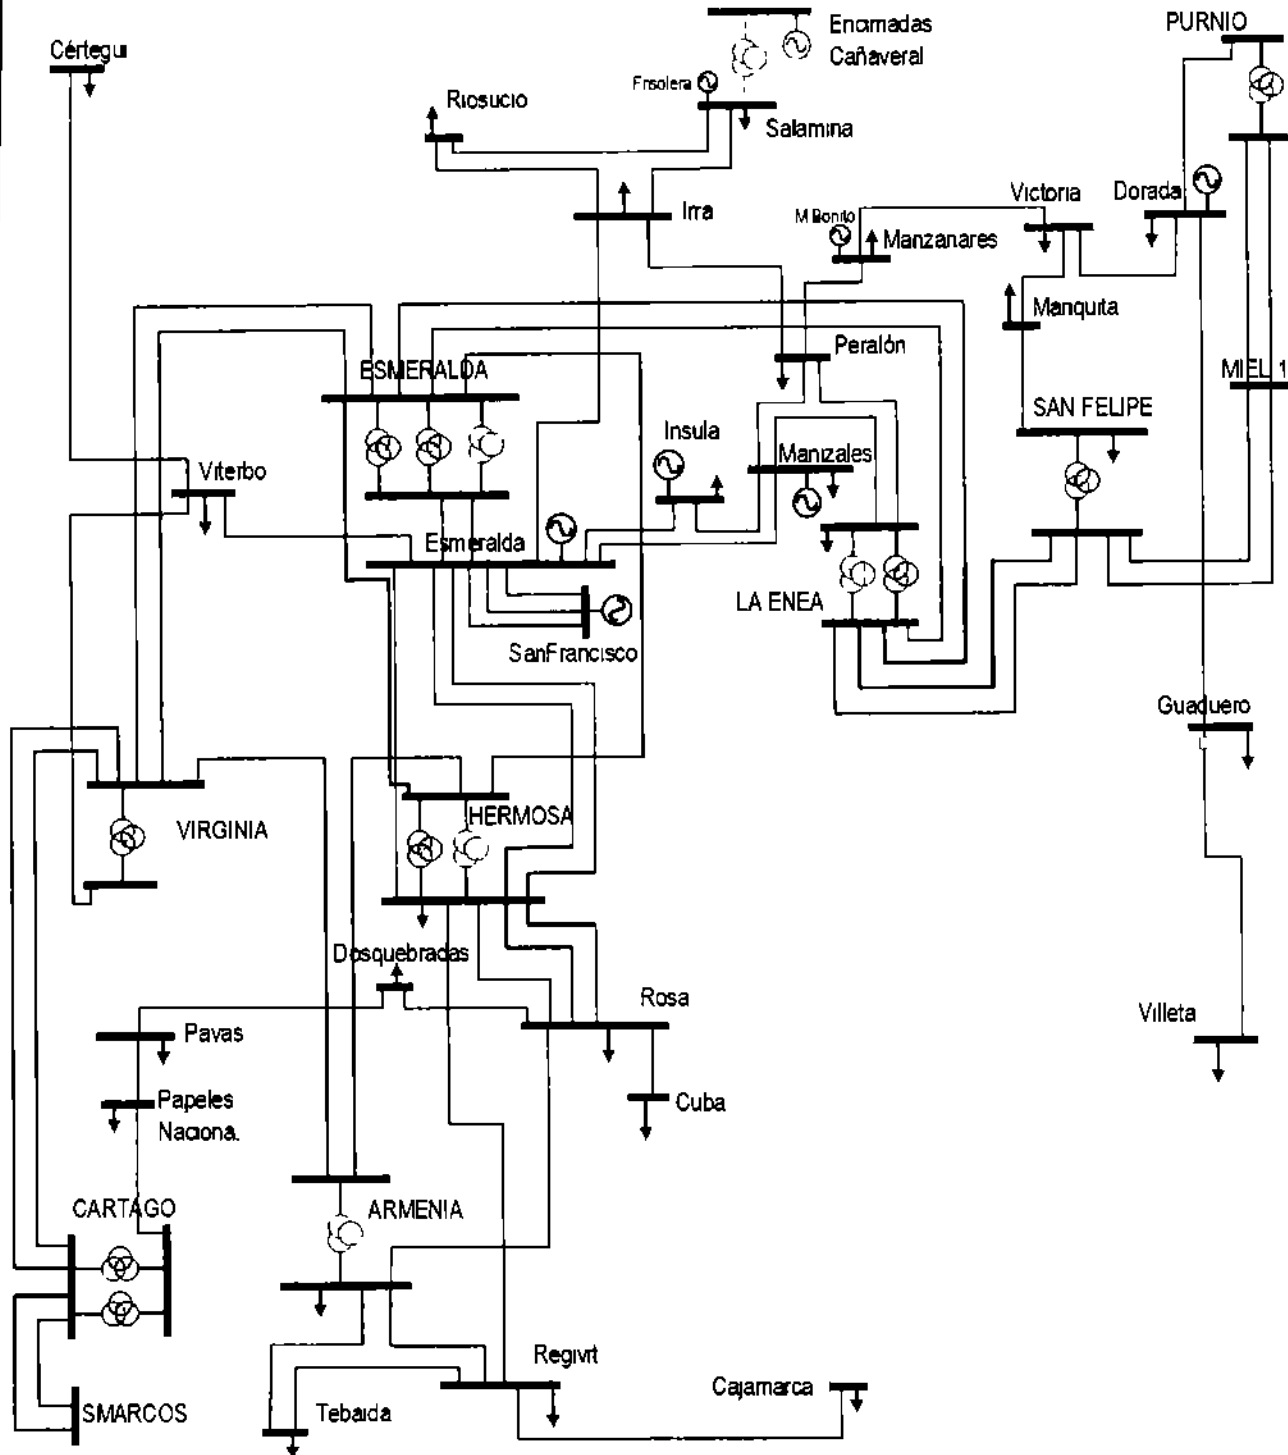 Encimadas
Cañaveral
PURNIO
Cértegui
Frisolera
Riosucio
Salamina
Victoria
Dorada
Irra
M Bonito
Manzanares
Manquita
Peralón
ESMERALDA
MIEL 1
SAN FELIPE
Insula
Manizales
Viterbo
Esmeralda
LA ENEA
SanFrancisco
Guaduero
HERMOSA
VIRGINIA
Dosquebradas
Rosa
Villeta
Pavas
Papeles
Nacional
Cuba
CARTAGO
ARMENIA
Regivit
Cajamarca
SMARCOS
Tebaida